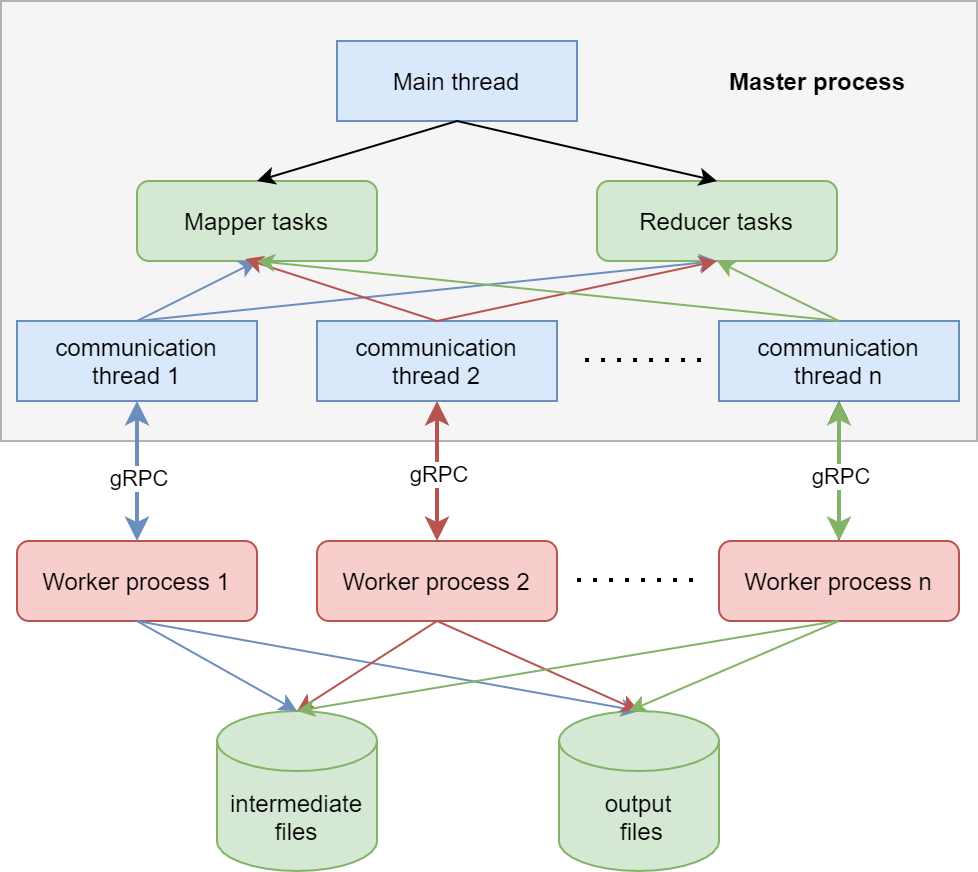 Main thread
Master process
Mapper tasks
Reducer tasks
communication
thread 1
communication
thread 2
communication
thread n
gRPC
gRPC
gRPC
Worker process 1
Worker process 2
Worker process n
intermediate
files
output
files